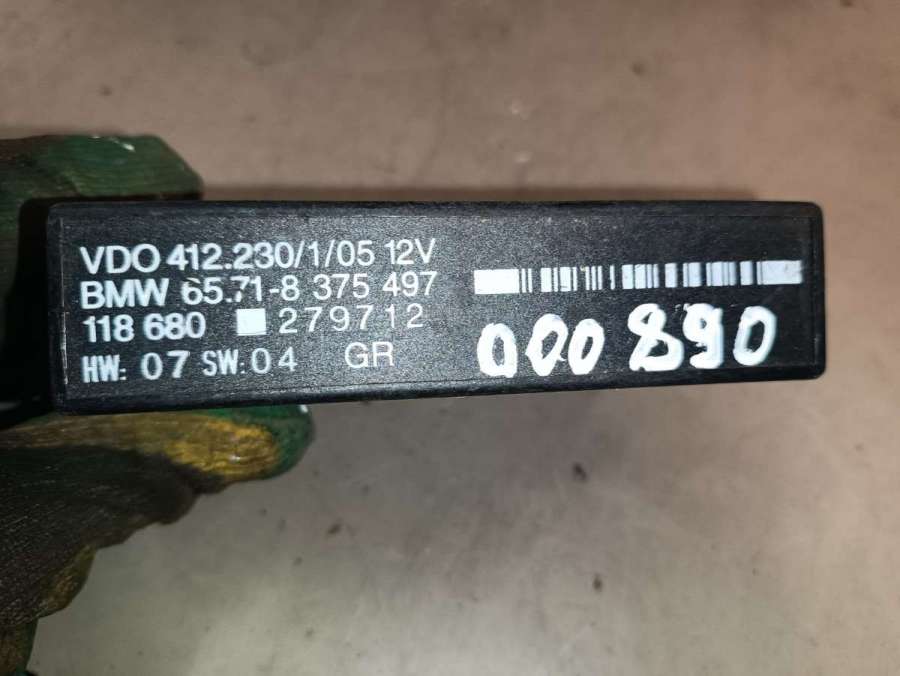 VDO 412.230/1/05 12V
BMW 65.71-8 375 497
118 680 279712
HW: 07 SW: 04 GR
000 890